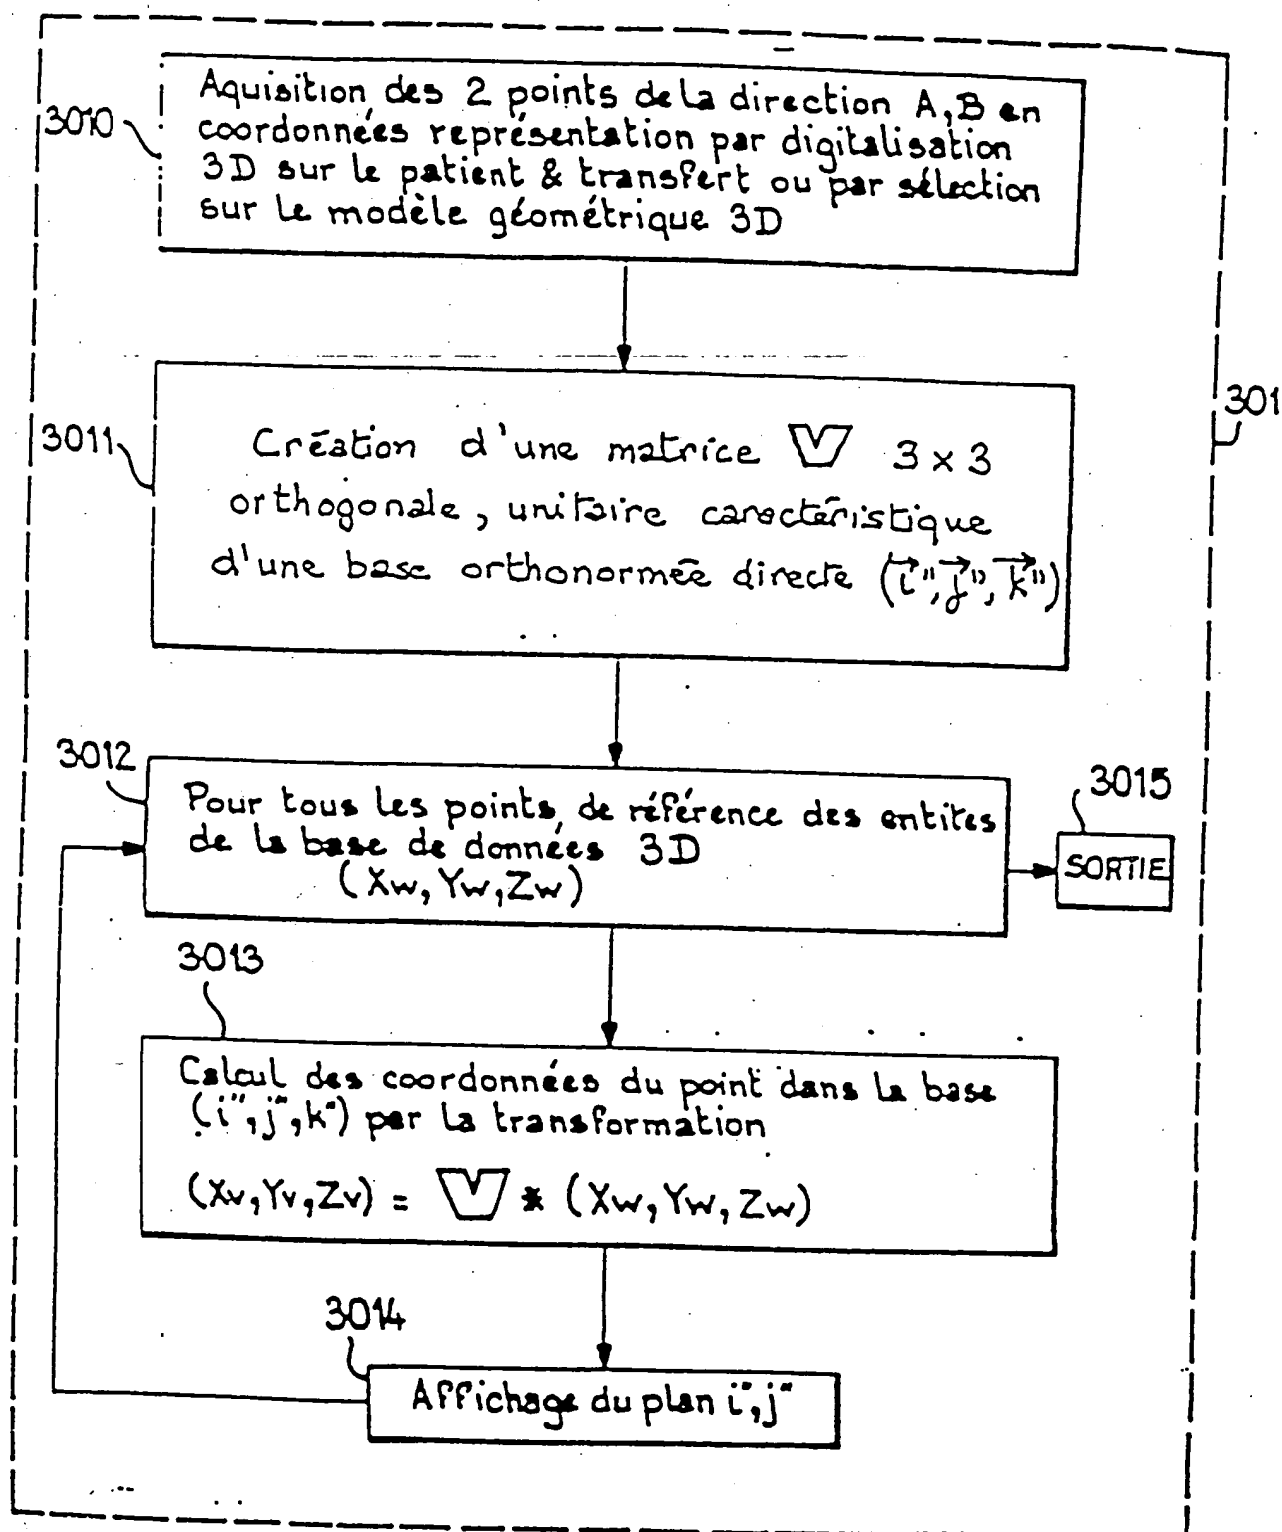 3010
Aquisition des 2 points de la direction A, B en
coordonnées représentation par digitalisation
3D sur le patient & transfert ou par sélection
sur le modèle géométrique 3D
301
3011
Création d'une matrice V 3 x 3
orthogonale, unitaire caractéristique
d'une base orthonormée directe (i", j", k")
3012
Pour tous les points de référence des entites
de la base de données 3D
(Xw, Yw, Zw)
3015
SORTIE
3013
Calcul des coordonnées du point dans la base
(i", j", k") par la transformation
(Xv, Yv, Zv) = V * (Xw, Yw, Zw)
3014
Affichage du plan i", j"